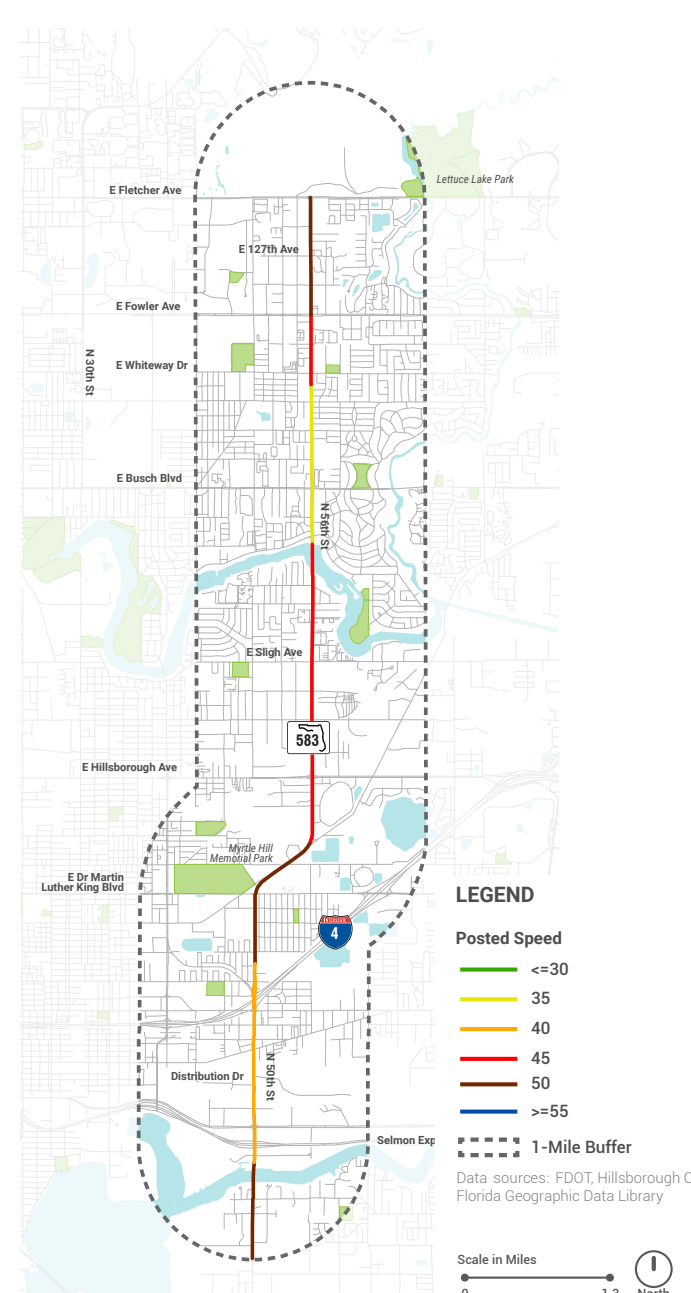 Lettuce Lake Park
E Fletcher Ave
E 127th Ave
E Fowler Ave
N 30th St
E Whiteway Dr
E Busch Blvd
N 56th St
E Sligh Ave
583
E Hillsborough Ave
Myrtle Hill
Memorial Park
E Dr Martin
Luther King Blvd
4
N 50th St
Distribution Dr
Selmon Exp
LEGEND
Posted Speed
<=30
35
40
45
50
>=55
1-Mile Buffer
Data sources: FDOT, Hillsborough C
Florida Geographic Data Library
Scale in Miles
0 1.3 North